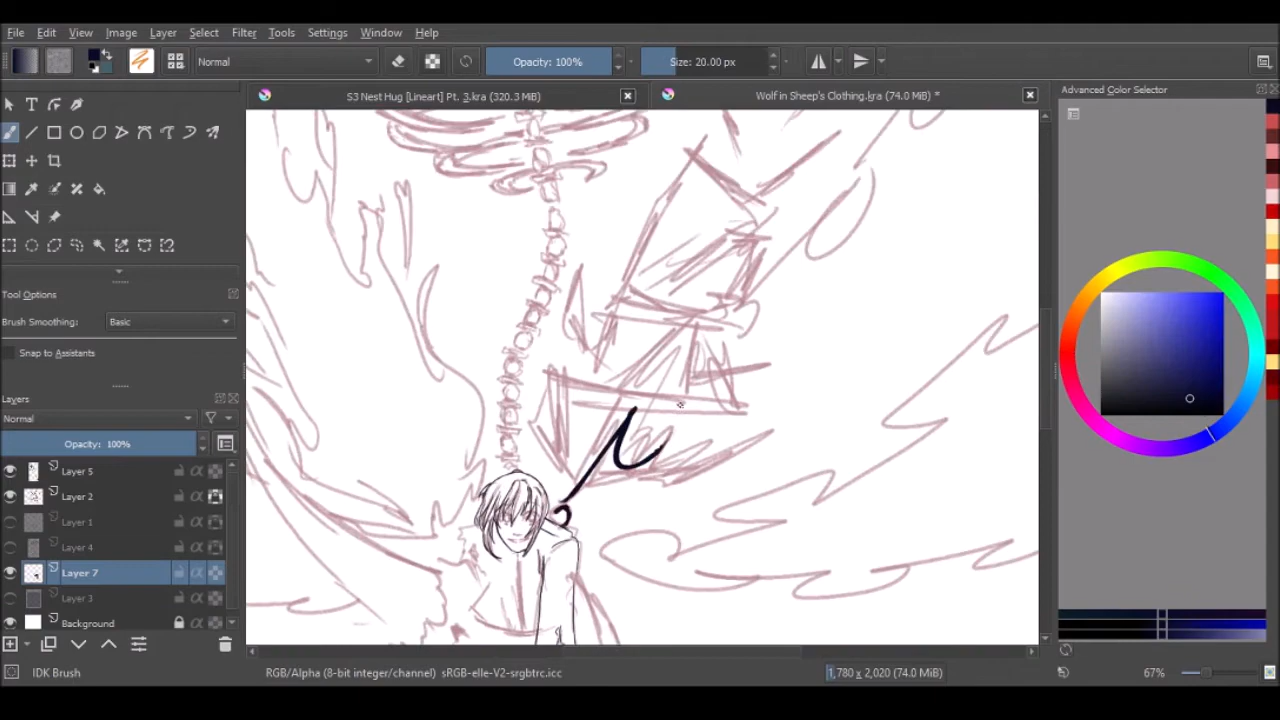 File Edit View Image Layer Select Filter Tools Settings Window Help
Normal Opacity: 100% Size: 20.00 px
S3 Nest Hug [Lineart] Pt. 3.kra (320.3 MiB) Wolf in Sheep's Clothing.kra (74.0 MiB) * Advanced Color Selector
T
Tool Options
Brush Smoothing: Basic
Snap to Assistants
Layers
Normal
Opacity: 100%
Layer 5
Layer 2
Layer 1
Layer 4
Layer 7
Layer 3
Background
IDK Brush RGB/Alpha (8-bit integer/channel) sRGB-elle-V2-srgbtrc.icc 1,780 x 2,020 (74.0 MiB) 67%